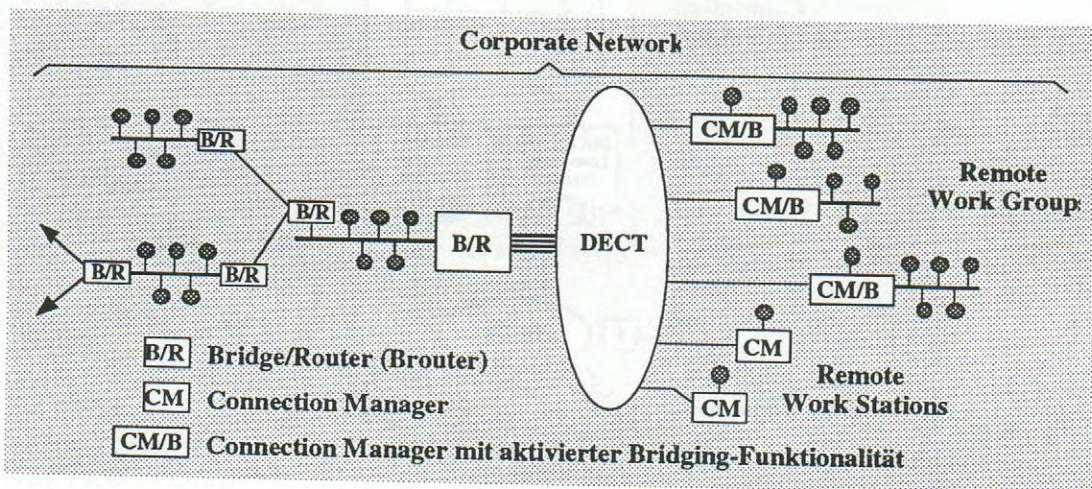 Corporate Network
B/R
CM/B
B/R
CM/B
Remote
Work Groups
B/R
DECT
B/R
B/R
CM/B
CM
CM
Remote
Work Stations
B/R Bridge/Router (Brouter)
CM Connection Manager
CM/B Connection Manager mit aktivierter Bridging-Funktionalität